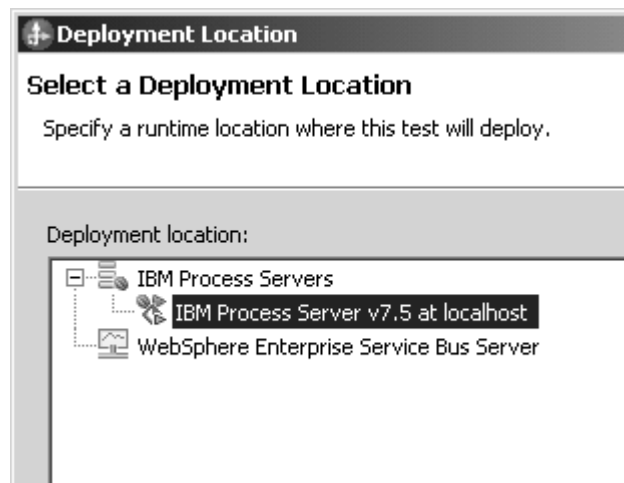 Deployment Location
Select a Deployment Location
Specify a runtime location where this test will deploy.
Deployment location:
IBM Process Servers
IBM Process Server v7.5 at localhost
WebSphere Enterprise Service Bus Server